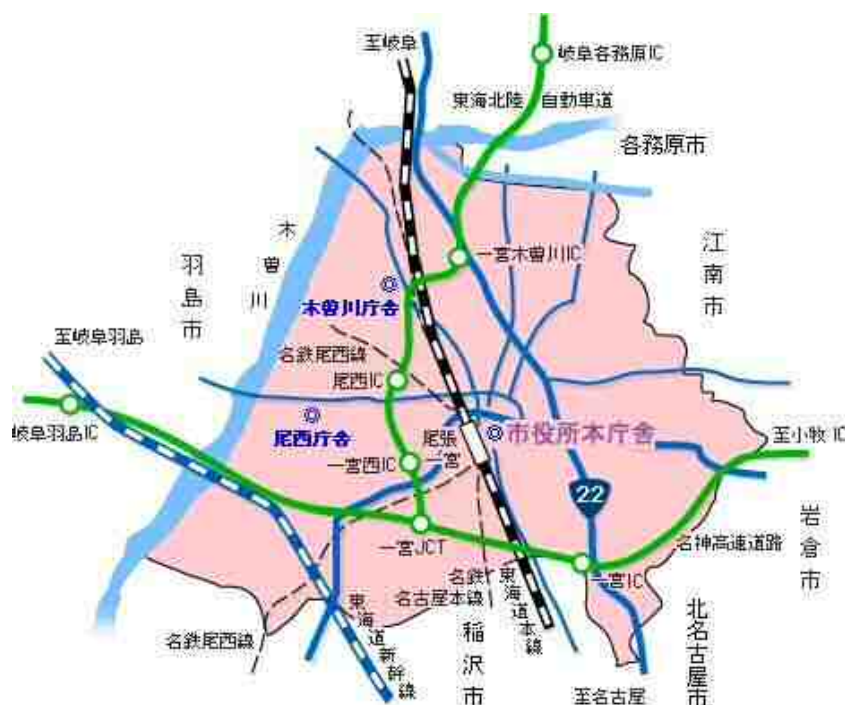 至岐阜
岐阜各務原IC
東海北陸自動車道
各務原市
木曽川
羽島市
江南市
一宮木曽川IC
木曽川庁舎
至岐阜羽島
名鉄尾西線
尾西IC
岐阜羽島IC
尾西庁舎
尾張一宮
市役所本庁舎
至小牧IC
一宮西IC
22
岩倉市
一宮JCT
名神高速道路
一宮IC
名鉄名古屋本線
東海道本線
名鉄尾西線
東海道新幹線
稲沢市
北名古屋市
至名古屋